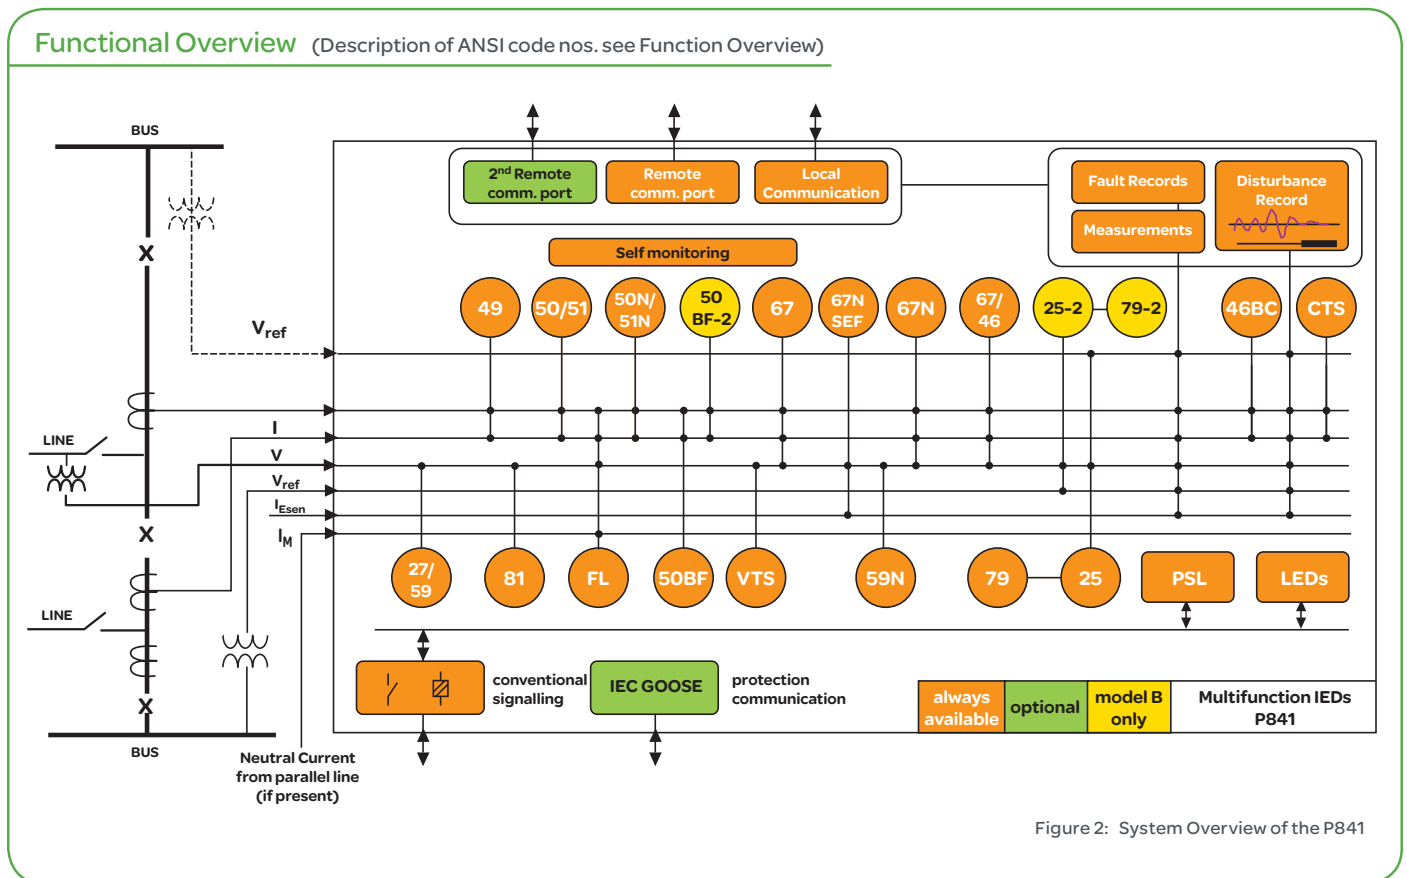 Functional Overview (Description of ANSI code nos. see Function Overview)
BUS
2nd Remote
comm. port
Remote
comm. port
Local
Communication
Fault Records
Measurements
Disturbance
Record
Self monitoring
49
50/51
50N/
51N
50
BF-2
67
67N
SEF
67N
67/
46
25-2
79-2
46BC
CTS
X
Vref
LINE
I
V
Vref
IEsen
IM
X
27/
59
81
FL
50BF
VTS
59N
79
25
PSL
LEDs
LINE
X
BUS
conventional
signalling
IEC GOOSE
protection
communication
always
available
optional
model B
only
Multifunction IEDs
P841
Neutral Current
from parallel line
(if present)
Figure 2: System Overview of the P841